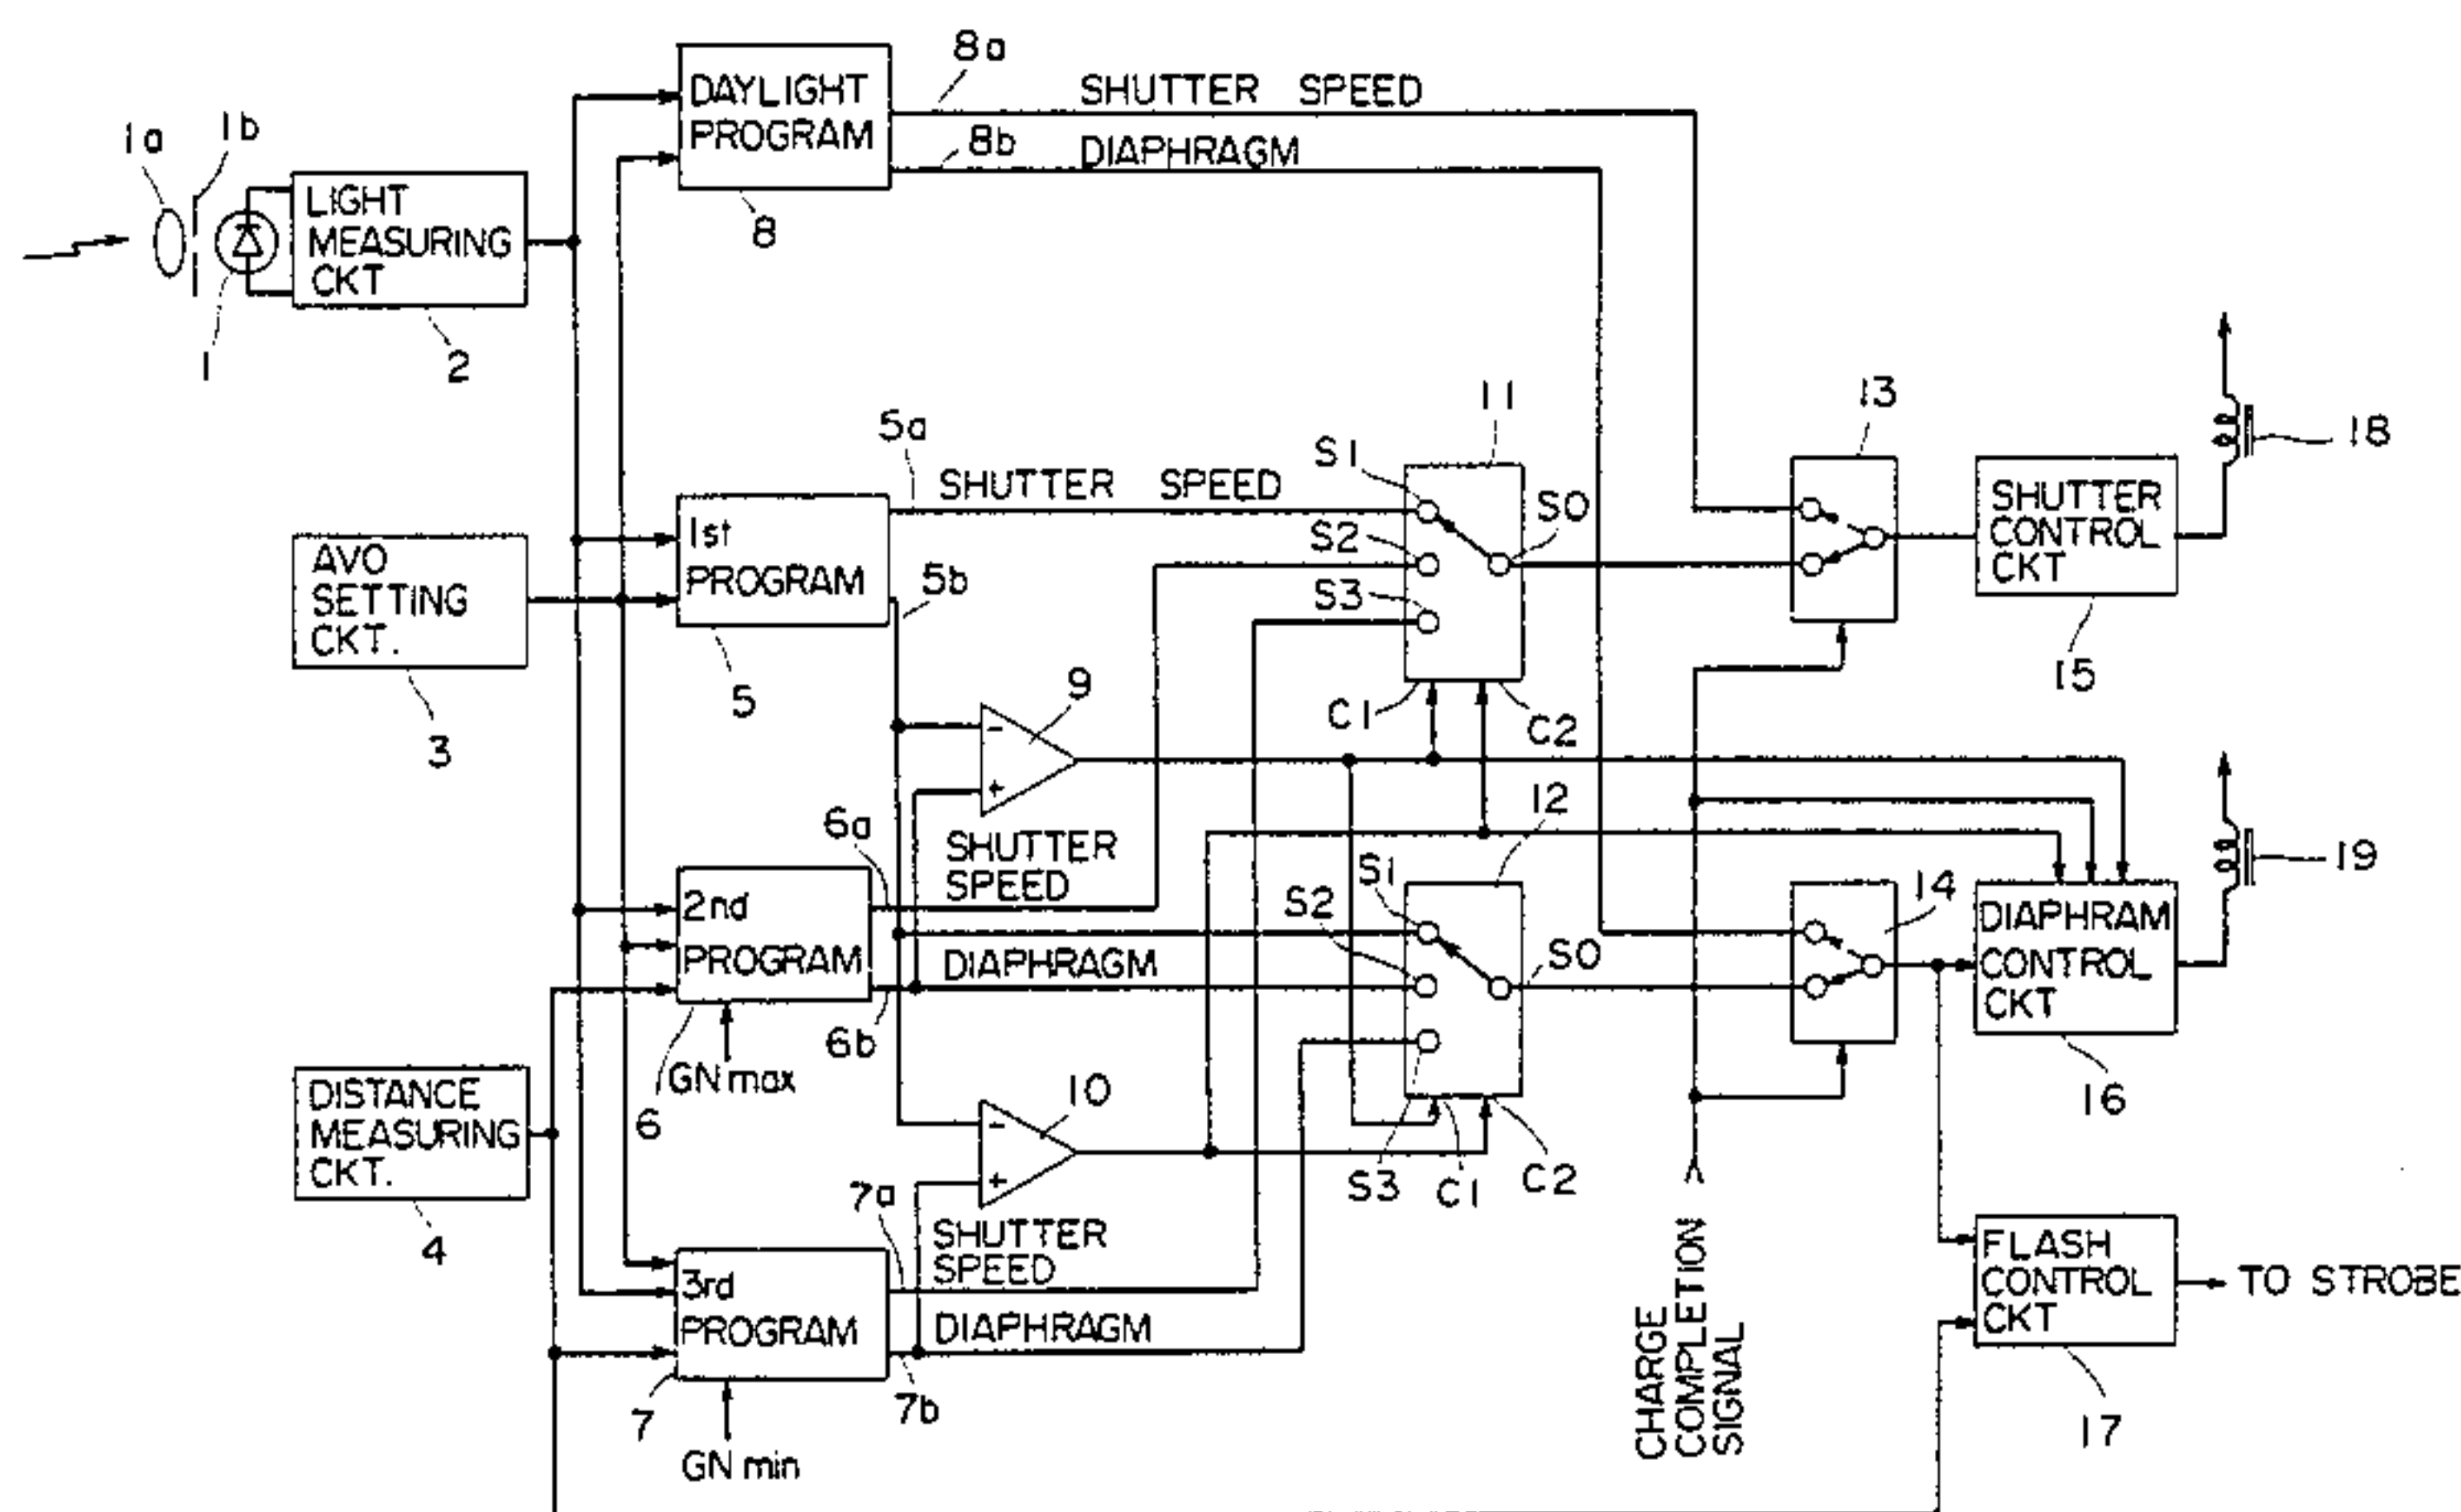 8a
DAYLIGHT
PROGRAM
SHUTTER SPEED
8b
DIAPHRAGM
8
1a
1b
LIGHT
MEASURING
CKT
1
2
AVO
SETTING
CKT.
3
1st
PROGRAM
5
5a
SHUTTER SPEED
5b
11
S1
S2
S3
S0
C1
C2
13
SHUTTER
CONTROL
CKT
15
18
9
-
+
6a
SHUTTER
SPEED
2nd
PROGRAM
DIAPHRAGM
6b
GN max
6
12
S1
S2
S0
S3
C1
C2
14
DIAPHRAM
CONTROL
CKT
16
19
DISTANCE
MEASURING
CKT.
4
10
-
+
7a
SHUTTER
SPEED
3rd
PROGRAM
DIAPHRAGM
7b
7
GN min
CHARGE
COMPLETION
SIGNAL
FLASH
CONTROL
CKT
TO STROBE
17